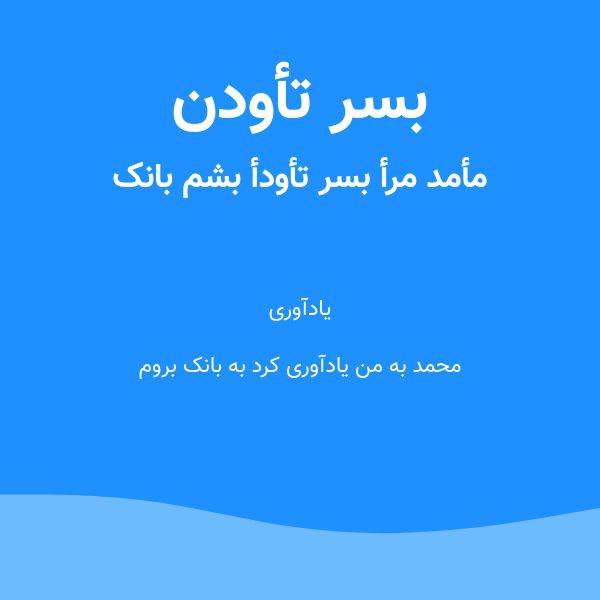 بسر تأودن
مأمد مرأ بسر تأودأ بشم بانک
یادآوری
محمد به من یادآوری کرد به بانک بروم